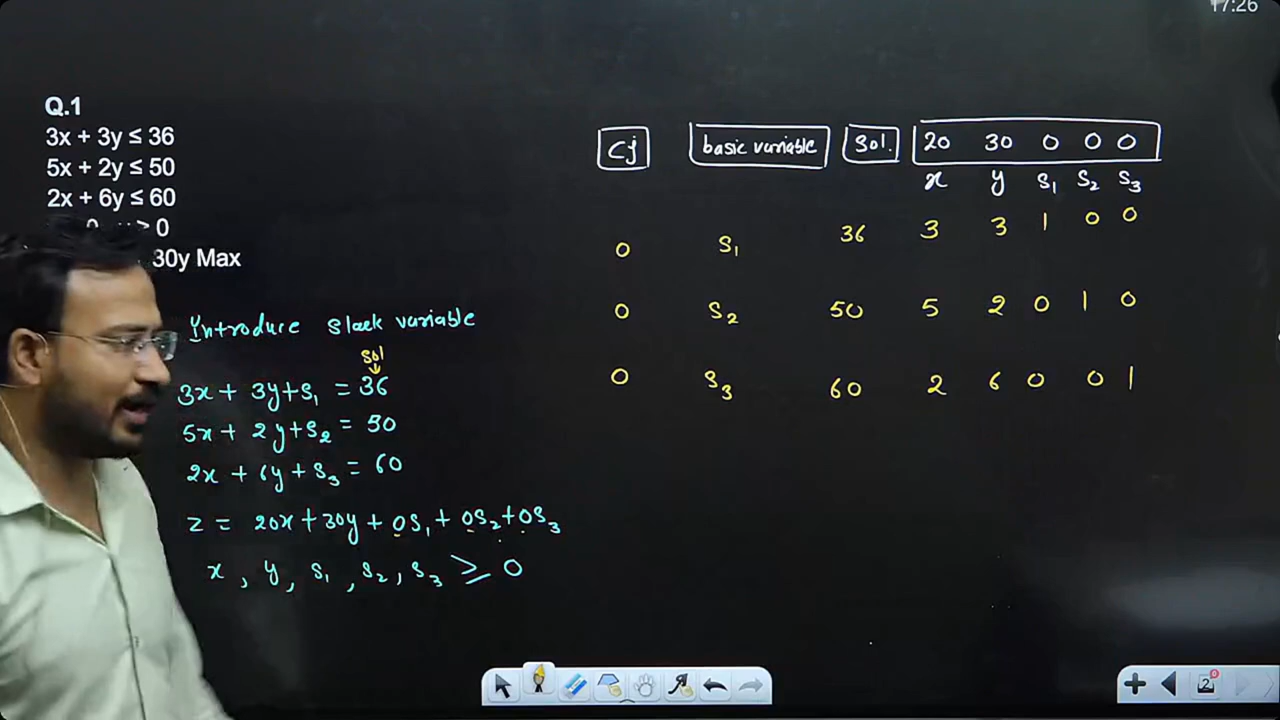 17:26
Q.1
3x + 3y ≤ 36
5x + 2y ≤ 50
2x + 6y ≤ 60
≥ 0
30y Max
Introduce slack variable
sol
3x + 3y + s₁ = 36
5x + 2y + s₂ = 50
2x + 6y + s₃ = 60
z = 20x + 30y + 0s₁ + 0s₂ + 0s₃
x , y , s₁ , s₂ , s₃ ≥ 0
Cj basic variable Sol. 20 30 0 0 0
x y s₁ s₂ s₃
0 s₁ 36 3 3 1 0 0
0 s₂ 50 5 2 0 1 0
0 s₃ 60 2 6 0 0 1
2